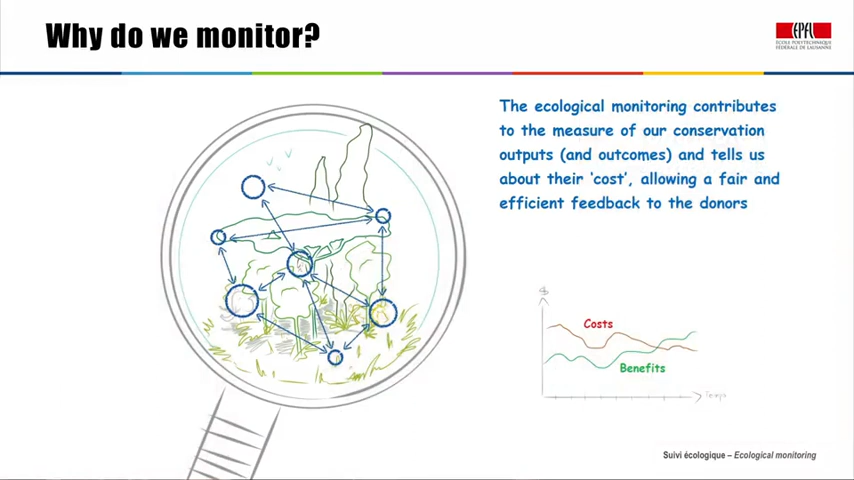 Why do we monitor?
EPFL
ÉCOLE POLYTECHNIQUE
FÉDÉRALE DE LAUSANNE
The ecological monitoring contributes
to the measure of our conservation
outputs (and outcomes) and tells us
about their ‘cost’, allowing a fair and
efficient feedback to the donors
$
Costs
Benefits
Temps
Suivi écologique – Ecological monitoring